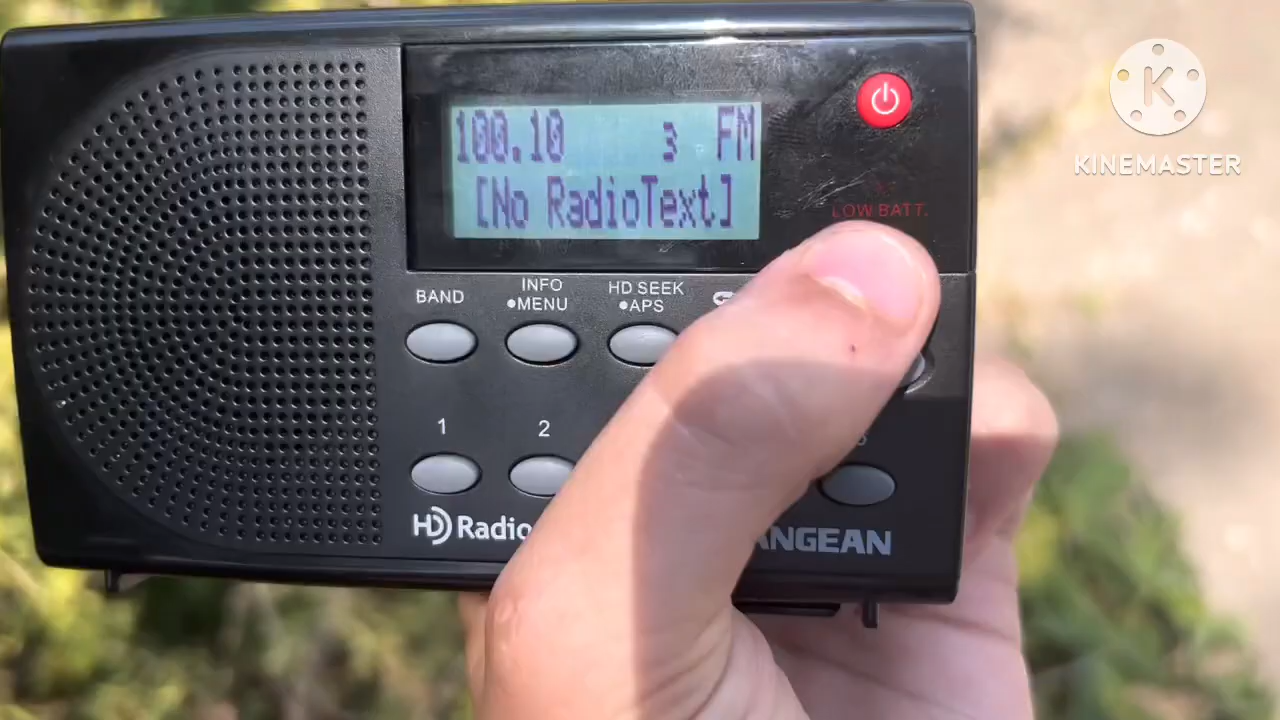 100.10 FM
[No RadioText]
LOW BATT.
BAND
INFO
•MENU
HD SEEK
•APS
1
2
HD Radio
ANGEAN
K
KINEMASTER